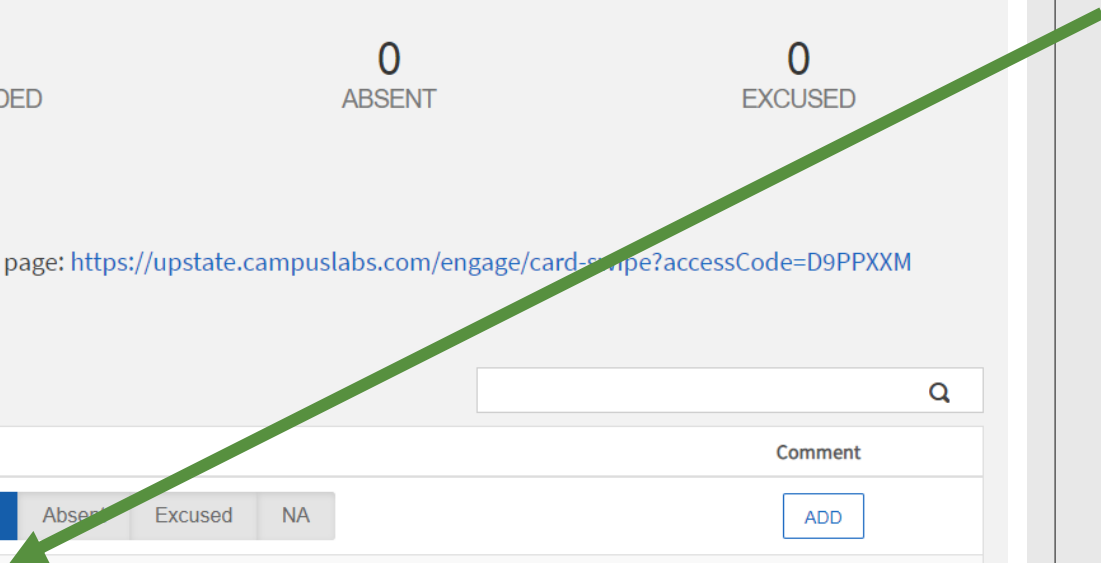 0 0
DED ABSENT EXCUSED
page: https://upstate.campuslabs.com/engage/card-swipe?accessCode=D9PPXXM
Comment
Absent Excused NA ADD